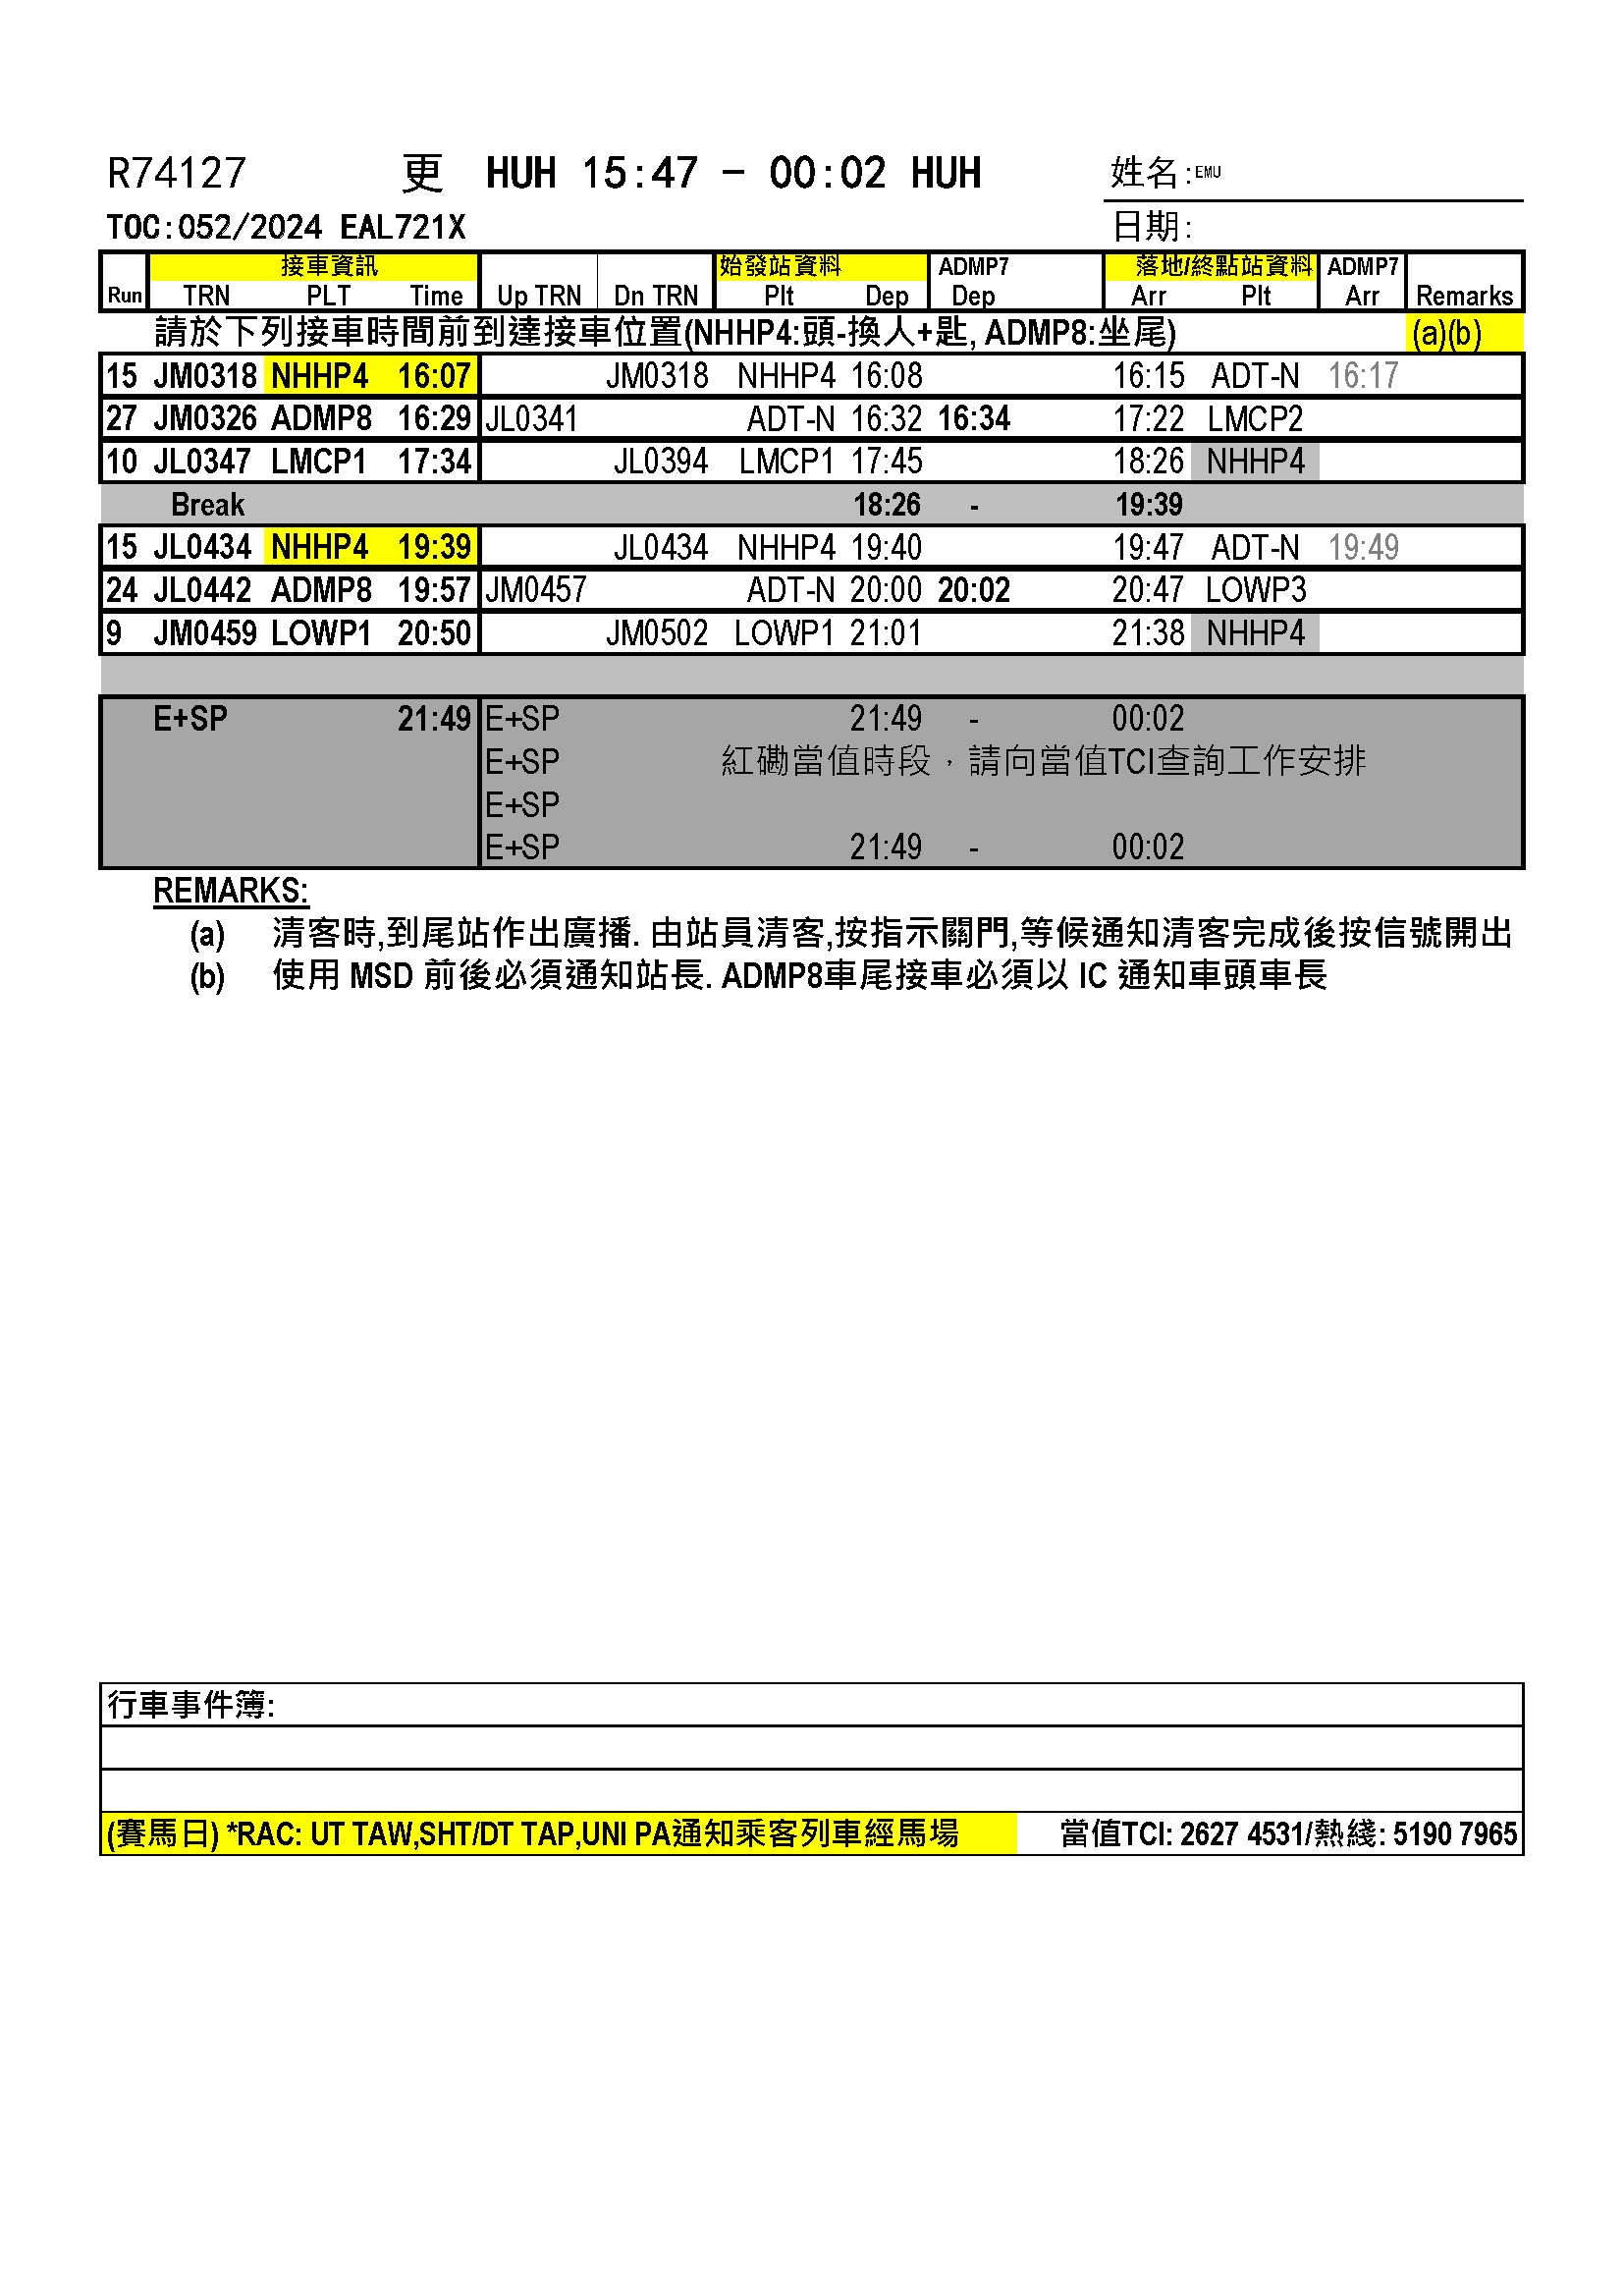 R74127 更 HUH 15:47 - 00:02 HUH 姓名:EMU
TOC:052/2024 EAL721X 日期:
接車資訊 始發站資料 ADMP7 落地/終點站資料 ADMP7
Run TRN PLT Time Up TRN Dn TRN Plt Dep Dep Arr Plt Arr Remarks
請於下列接車時間前到達接車位置(NHHP4:頭-換人+匙, ADMP8:坐尾) (a)(b)
15 JM0318 NHHP4 16:07 JM0318 NHHP4 16:08 16:15 ADT-N 16:17
27 JM0326 ADMP8 16:29 JL0341 ADT-N 16:32 16:34 17:22 LMCP2
10 JL0347 LMCP1 17:34 JL0394 LMCP1 17:45 18:26 NHHP4
Break 18:26 - 19:39
15 JL0434 NHHP4 19:39 JL0434 NHHP4 19:40 19:47 ADT-N 19:49
24 JL0442 ADMP8 19:57 JM0457 ADT-N 20:00 20:02 20:47 LOWP3
9 JM0459 LOWP1 20:50 JM0502 LOWP1 21:01 21:38 NHHP4
E+SP 21:49 E+SP 21:49 - 00:02
E+SP 紅磡當值時段，請向當值TCI查詢工作安排
E+SP
E+SP 21:49 - 00:02
REMARKS:
(a) 清客時,到尾站作出廣播. 由站員清客,按指示關門,等候通知清客完成後按信號開出
(b) 使用 MSD 前後必須通知站長. ADMP8車尾接車必須以 IC 通知車頭車長
行車事件簿:
(賽馬日) *RAC: UT TAW,SHT/DT TAP,UNI PA通知乘客列車經馬場 當值TCI: 2627 4531/熱綫: 5190 7965